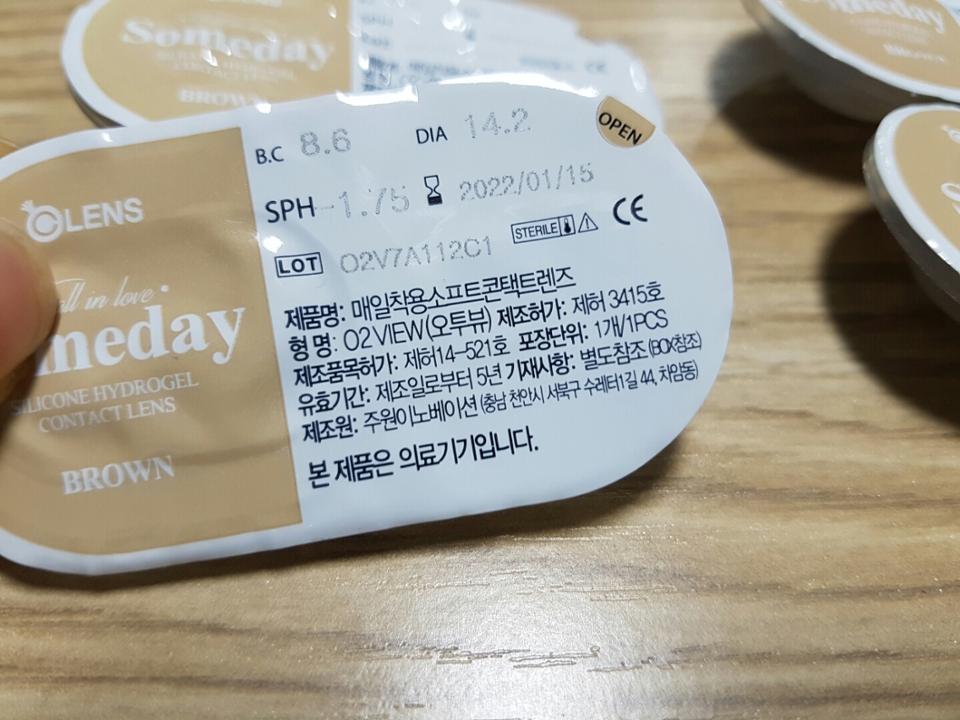 Someday
BROWN
OLENS
all in love
meday
SILICONE HYDROGEL
CONTACT LENS
BROWN
B.C 8.6 DIA 14.2
OPEN
SPH -1.75 2022/01/15
LOT O2V7A112C1 STERILE CE
제품명: 매일착용소프트콘택트렌즈
형 명: O2 VIEW(오투뷰) 제조허가: 제허 3415호
제조품목허가: 제허14-521호 포장단위: 1개/1PCS
유효기간: 제조일로부터 5년 기재사항: 별도참조(BOX참조)
제조원: 주원이노베이션 (충남 천안시 서북구 수레터1길 44, 차암동)
본 제품은 의료기기입니다.